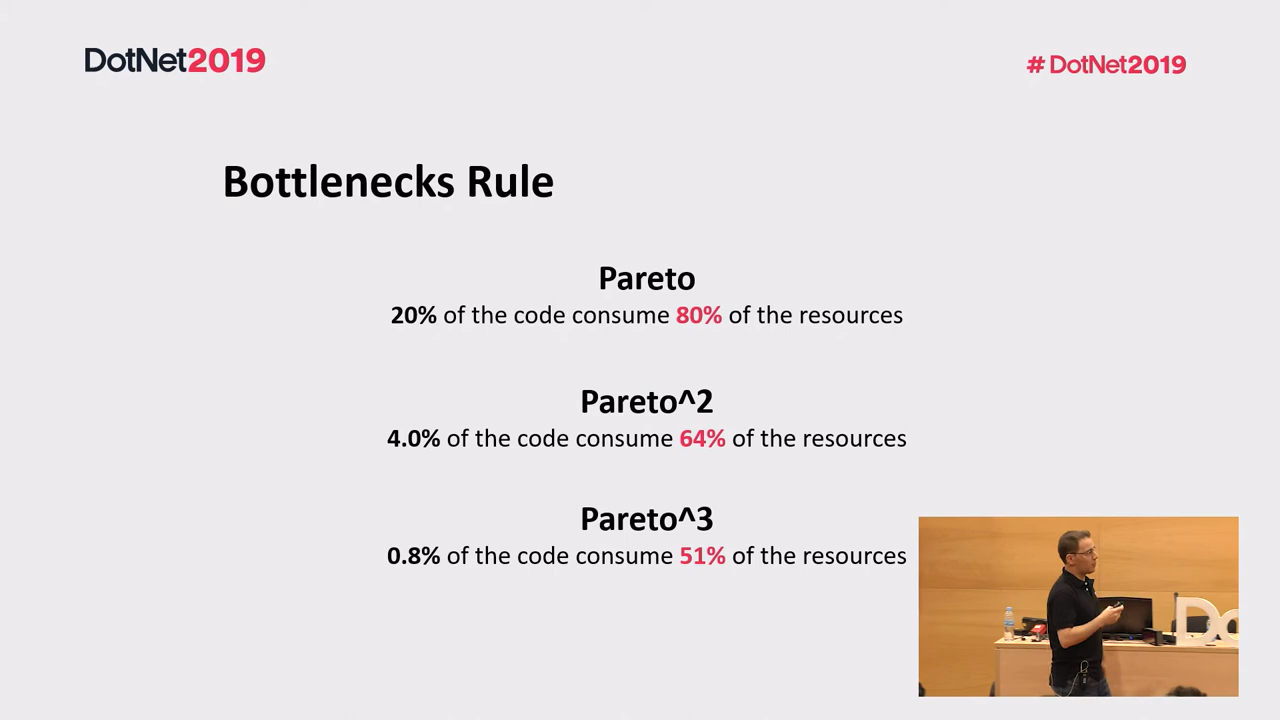 DotNet2019
# DotNet2019
Bottlenecks Rule
Pareto
20% of the code consume 80% of the resources
Pareto^2
4.0% of the code consume 64% of the resources
Pareto^3
0.8% of the code consume 51% of the resources
Do